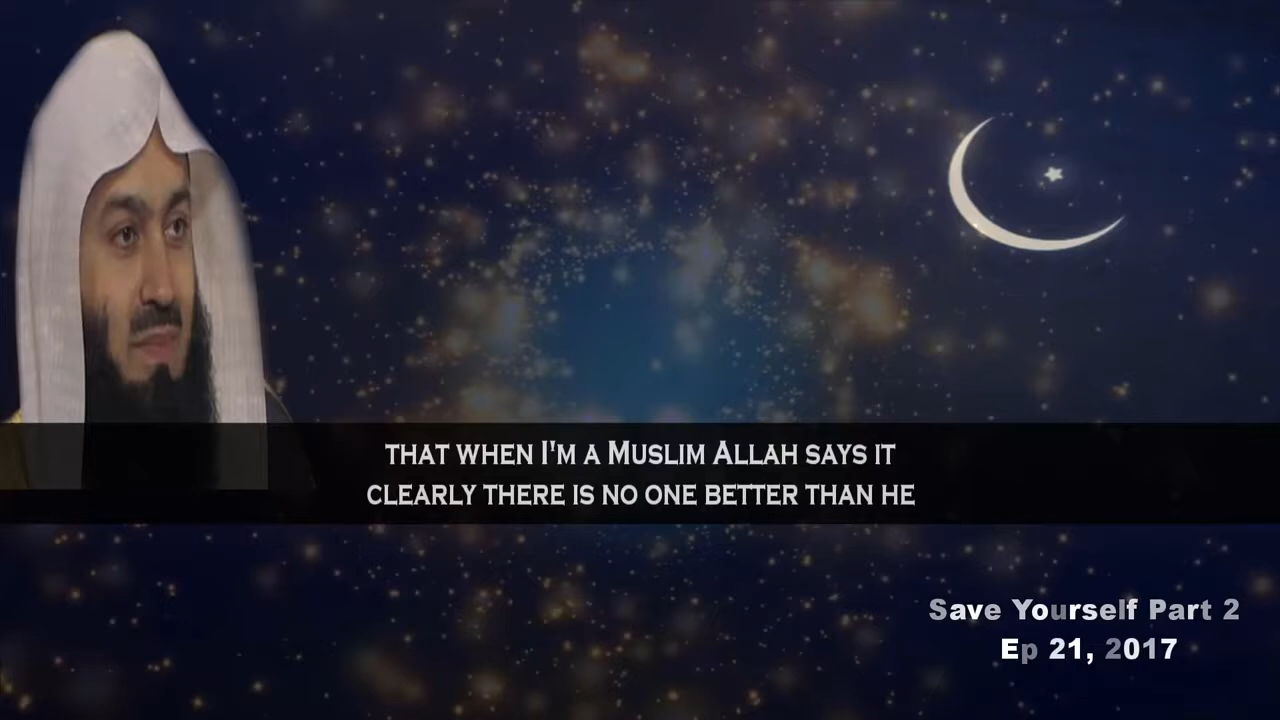 THAT WHEN I'M A MUSLIM ALLAH SAYS IT
CLEARLY THERE IS NO ONE BETTER THAN HE
Save Yourself Part 2
Ep 21, 2017